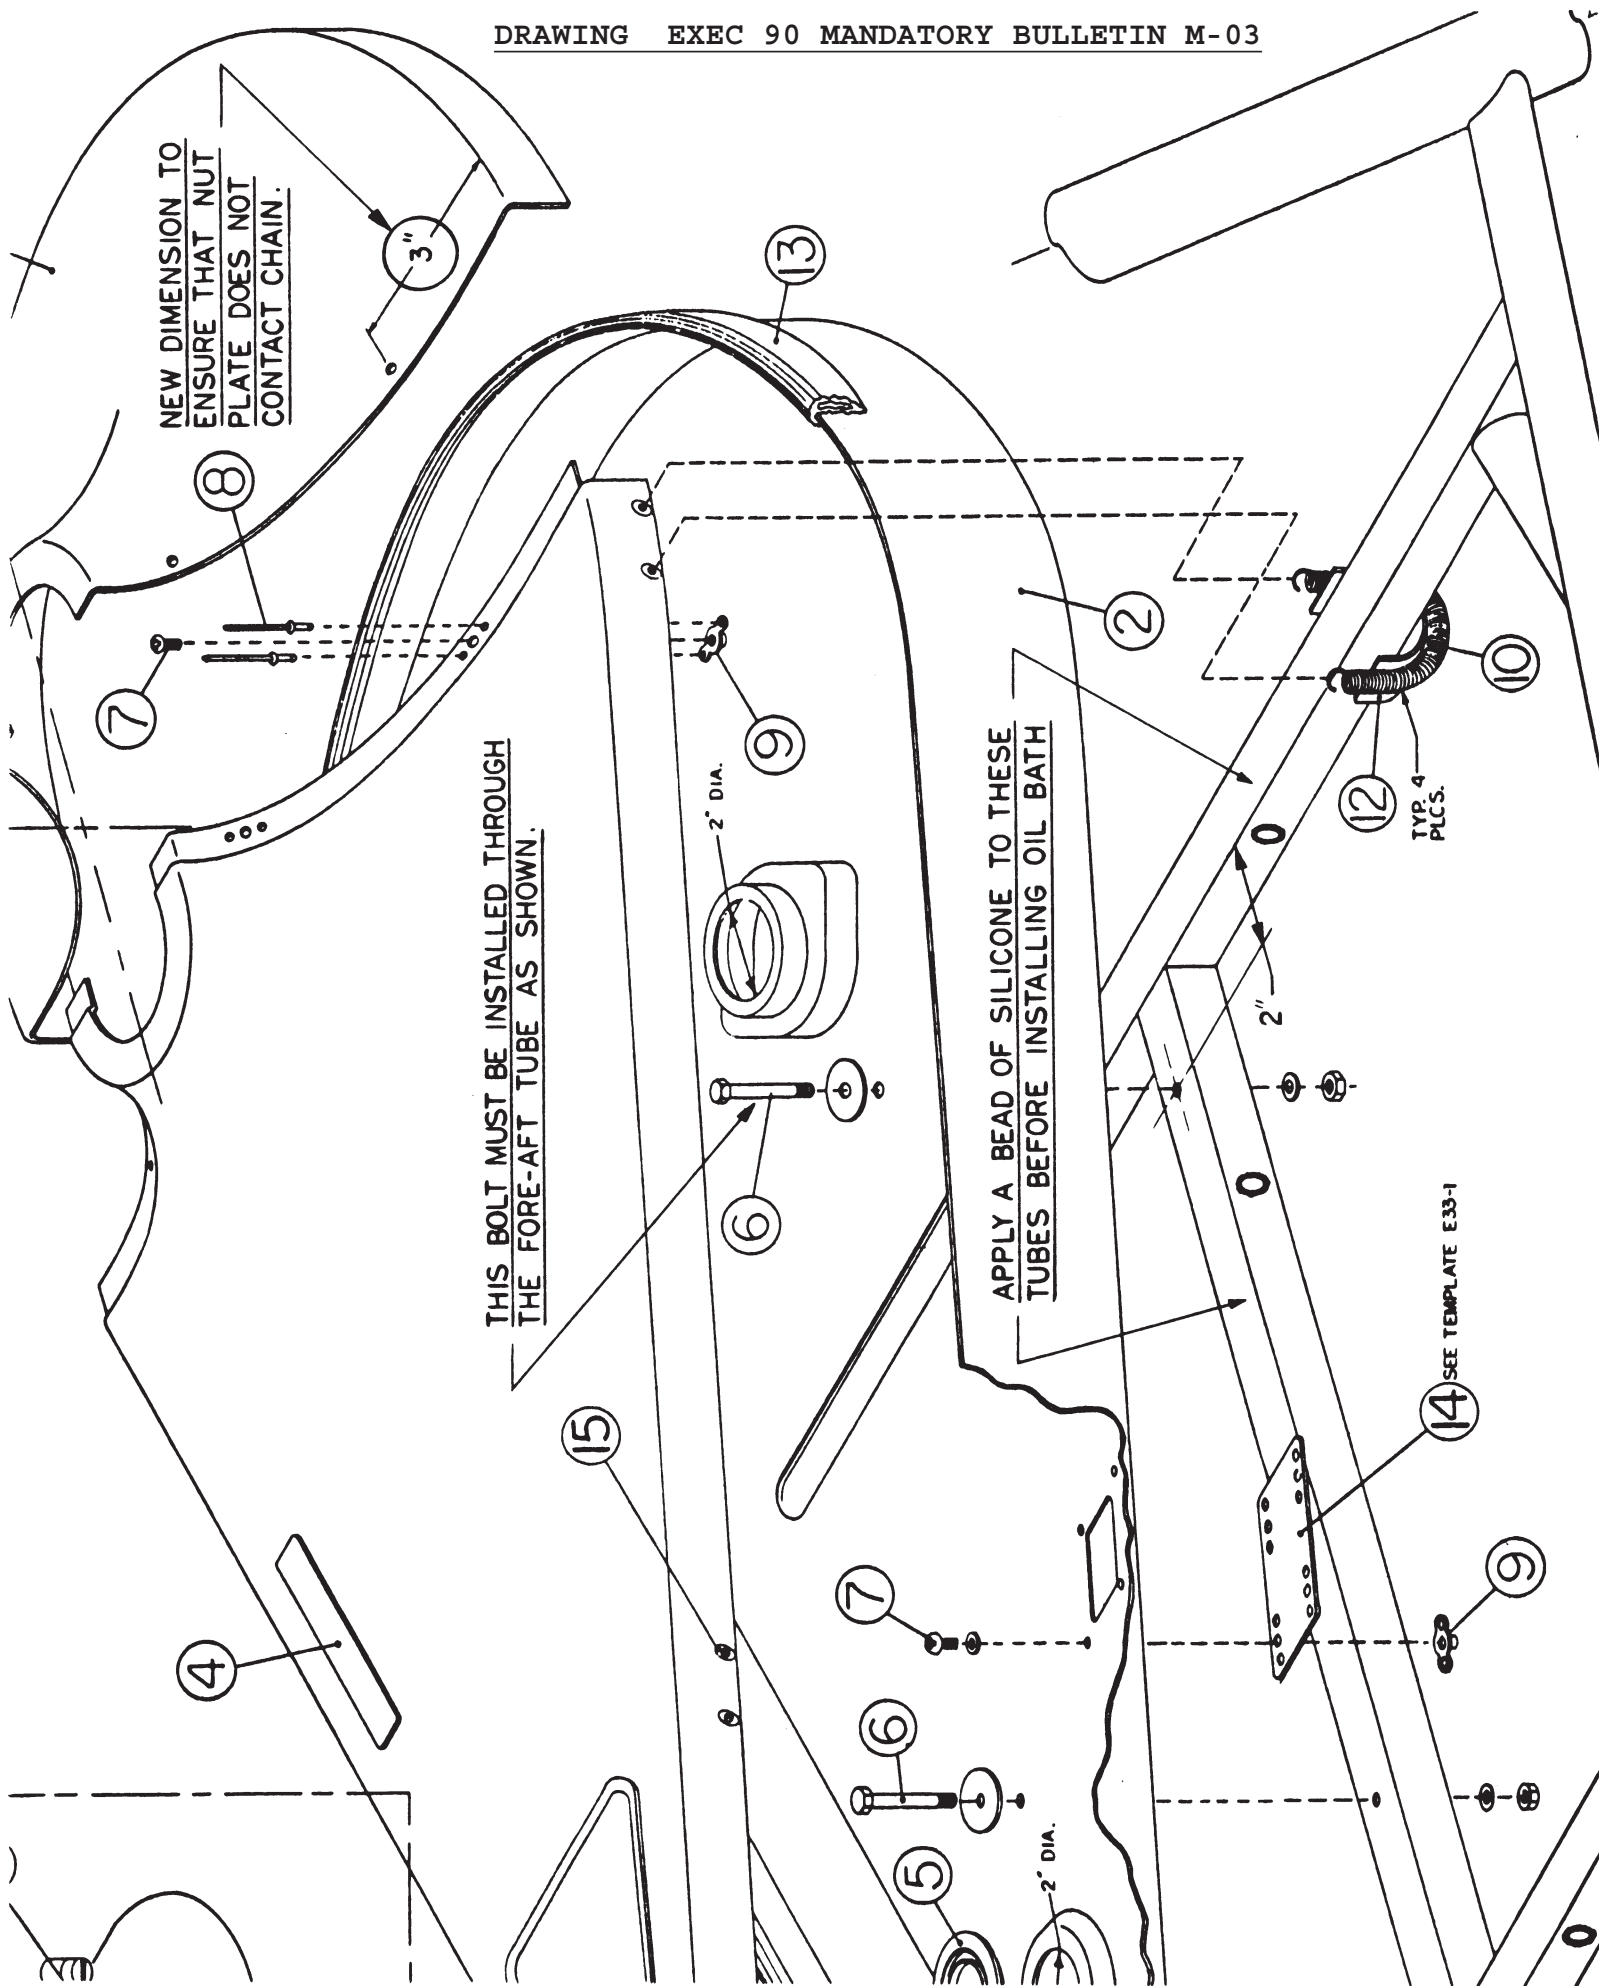 DRAWING EXEC 90 MANDATORY BULLETIN M-03
NEW DIMENSION TO
ENSURE THAT NUT
PLATE DOES NOT
CONTACT CHAIN.
3"
8
7
13
9
2
THIS BOLT MUST BE INSTALLED THROUGH
THE FORE-AFT TUBE AS SHOWN.
2" DIA.
6
APPLY A BEAD OF SILICONE TO THESE
TUBES BEFORE INSTALLING OIL BATH
10
12
TYP. 4
PLCS.
0
2"
0
15
4
14 SEE TEMPLATE E33-1
7
9
6
5
2" DIA.
0